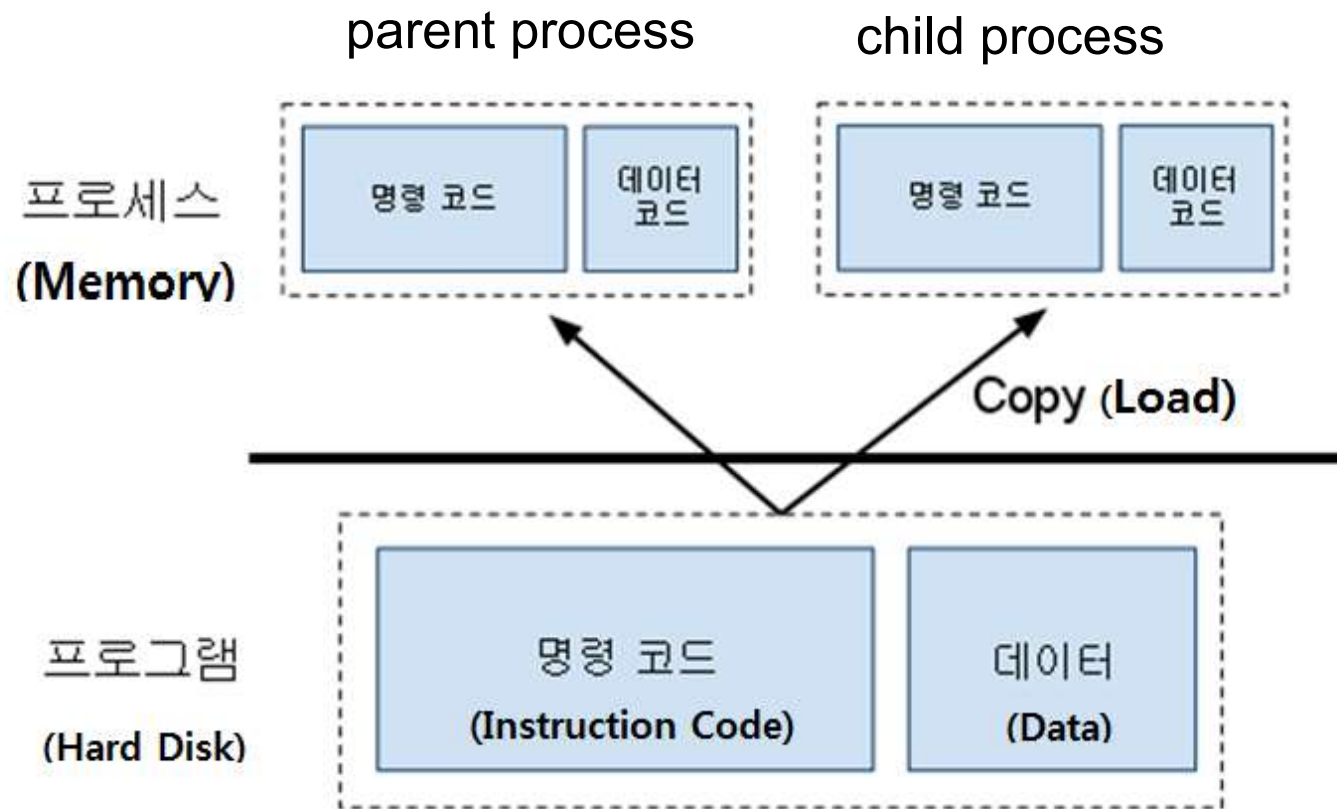 parent process
child process
프로세스
(Memory)
명령 코드
데이터
코드
명령 코드
데이터
코드
Copy (Load)
프로그램
(Hard Disk)
명령 코드
(Instruction Code)
데이터
(Data)